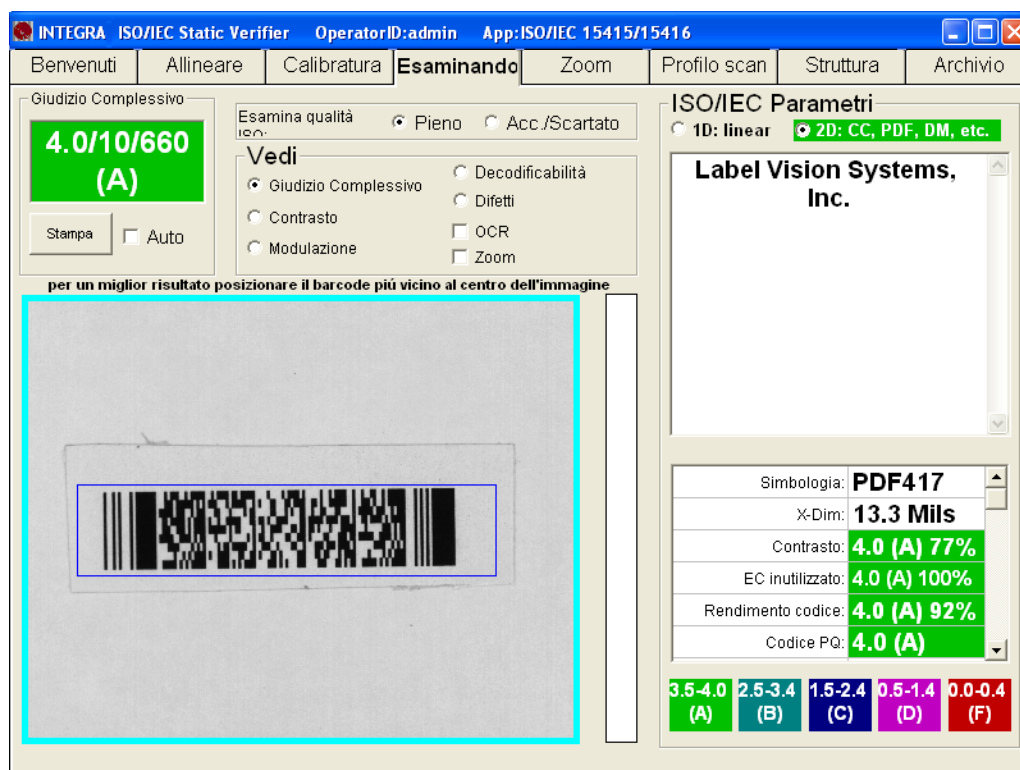 INTEGRA ISO/IEC Static Verifier OperatorID:admin App:ISO/IEC 15415/15416
Benvenuti Allineare Calibratura Esaminando Zoom Profilo scan Struttura Archivio
Giudizio Complessivo
4.0/10/660
(A)
Stampa
Auto
Esamina qualità
ISO:
Pieno
Acc./Scartato
Vedi
Giudizio Complessivo
Contrasto
Modulazione
Decodificabilità
Difetti
OCR
Zoom
per un miglior risultato posizionare il barcode piú vicino al centro dell'immagine
ISO/IEC Parametri
1D: linear
2D: CC, PDF, DM, etc.
Label Vision Systems,
Inc.
Simbologia: PDF417
X-Dim: 13.3 Mils
Contrasto: 4.0 (A) 77%
EC inutilizzato: 4.0 (A) 100%
Rendimento codice: 4.0 (A) 92%
Codice PQ: 4.0 (A)
3.5-4.0 2.5-3.4 1.5-2.4 0.5-1.4 0.0-0.4
(A) (B) (C) (D) (F)